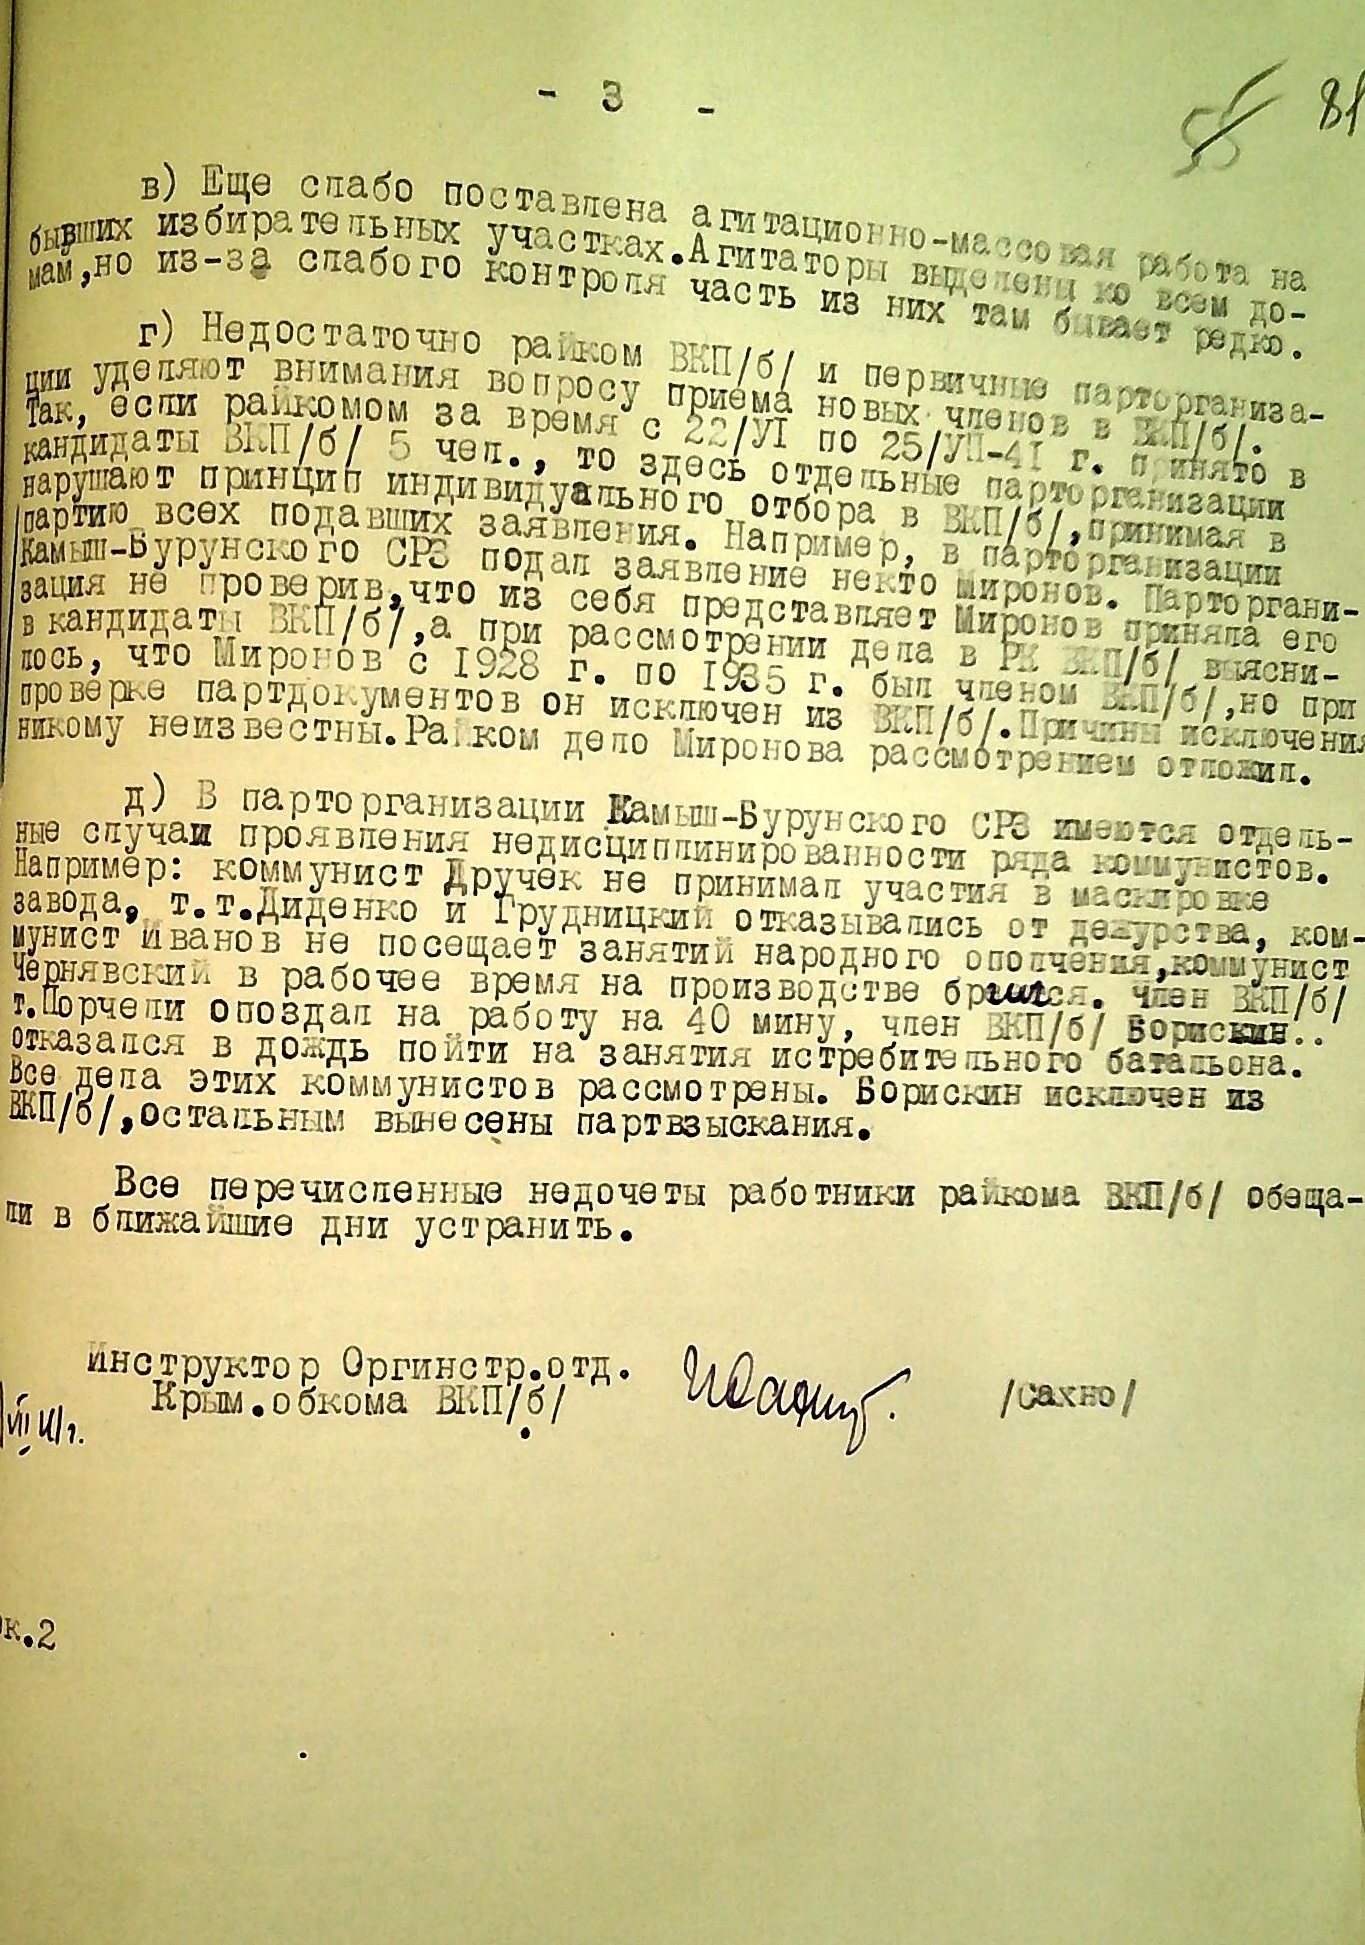 - 3 -
55 81
в) Еще слабо поставлена агитационно-массовая работа на
бывших избирательных участках.Агитаторы выделены ко всем до-
мам,но из-за слабого контроля часть из них там бывает редко.
г) Недостаточно райком ВКП/б/ и первичные парторганиза-
ции уделяют внимания вопросу приема новых членов в ВКП/б/.
Так, если райкомом за время с 22/УI по 25/УП-41 г. принято в
кандидаты ВКП/б/ 5 чел., то здесь отдельные парторганизации
нарушают принцип индивидуального отбора в ВКП/б/,принимая в
партию всех подавших заявления. Например, в парторганизации
Камыш-Бурунского СРЗ подал заявление некто Миронов. Парторгани-
зация не проверив,что из себя представляет Миронов приняла его
в кандидаты ВКП/б/,а при рассмотрении дела в РК ВКП/б/ выясни-
лось, что Миронов с 1928 г. по 1935 г. был членом ВКП/б/,но при
проверке партдокументов он исключен из ВКП/б/.Причины исключения
никому неизвестны.Райком дело Миронова рассмотрением отложил.
д) В парторганизации Камыш-Бурунского СРЗ имеются отдель-
ные случаи проявления недисциплинированности ряда коммунистов.
Например: коммунист Дручек не принимал участия в маскировке
завода, т.т.Диденко и Грудницкий отказывались от дежурства, ком-
мунист Иванов не посещает занятий народного ополчения,коммунист
Чернявский в рабочее время на производстве брился. член ВКП/б/
т.Порчели опоздал на работу на 40 мину, член ВКП/б/ Борискин..
отказался в дождь пойти на занятия истребительного батальона.
Все дела этих коммунистов рассмотрены. Борискин исключен из
ВКП/б/,остальным вынесены партвзыскания.
Все перечисленные недочеты работники райкома ВКП/б/ обеща-
ли в ближайшие дни устранить.
Инструктор Оргинстр.отд.
Крым.обкома ВКП/б/ /Сахно/
VIII 41г.
эк.2